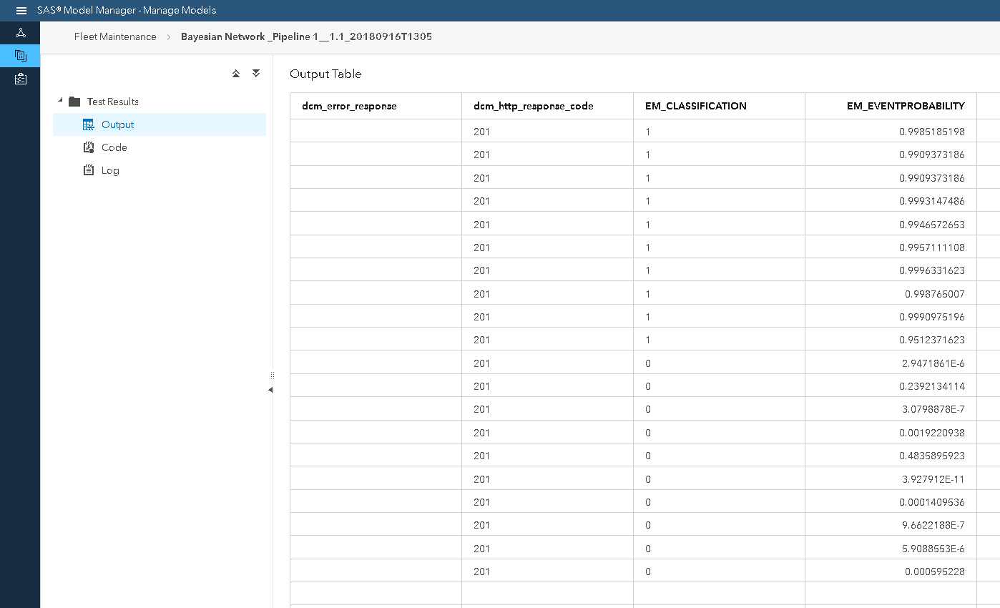 SAS® Model Manager - Manage Models
Fleet Maintenance > Bayesian Network _Pipeline 1__1.1_20180916T1305
Test Results
Output
Code
Log
Output Table
dcm_error_response dcm_http_response_code EM_CLASSIFICATION EM_EVENTPROBABILITY
201 1 0.9985185198
201 1 0.9909373186
201 1 0.9909373186
201 1 0.9993147486
201 1 0.9946572653
201 1 0.9957111108
201 1 0.9996331623
201 1 0.998765007
201 1 0.9990975196
201 1 0.9512371623
201 0 2.9471861E-6
201 0 0.2392134114
201 0 3.0798878E-7
201 0 0.0019220938
201 0 0.4835895923
201 0 3.927912E-11
201 0 0.0001409536
201 0 9.6622188E-7
201 0 5.9088553E-6
201 0 0.000595228